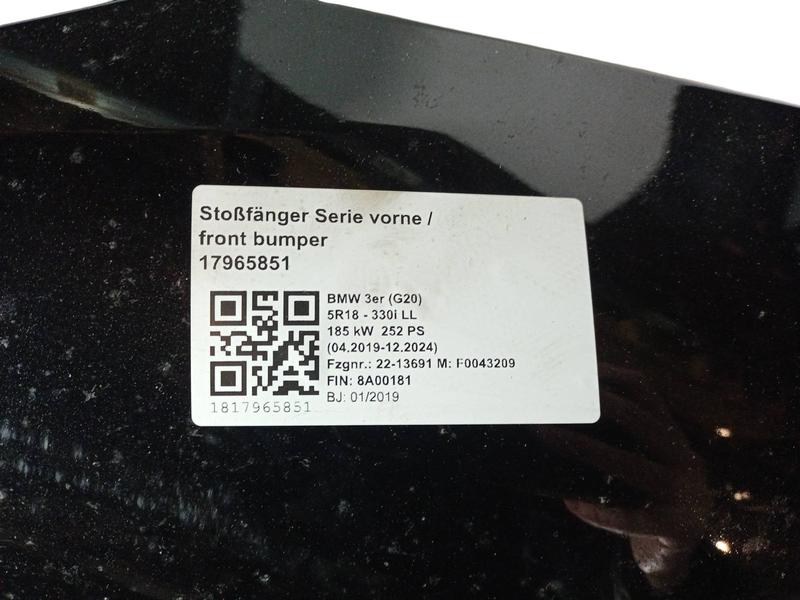 Stoßfänger Serie vorne /
front bumper
17965851
BMW 3er (G20)
5R18 - 330i LL
185 kW 252 PS
(04.2019-12.2024)
Fzgnr.: 22-13691 M: F0043209
FIN: 8A00181
BJ: 01/2019
1817965851